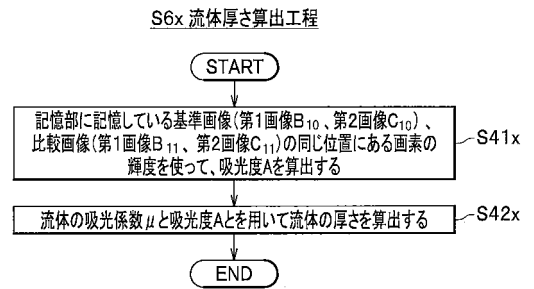 S6x 流体厚さ算出工程
START
記憶部に記憶している基準画像(第1画像B10、第2画像C10)、
比較画像(第1画像B11、第2画像C11)の同じ位置にある画素の
輝度を使って、吸光度Aを算出する
S41x
流体の吸光係数μと吸光度Aとを用いて流体の厚さを算出する
S42x
END